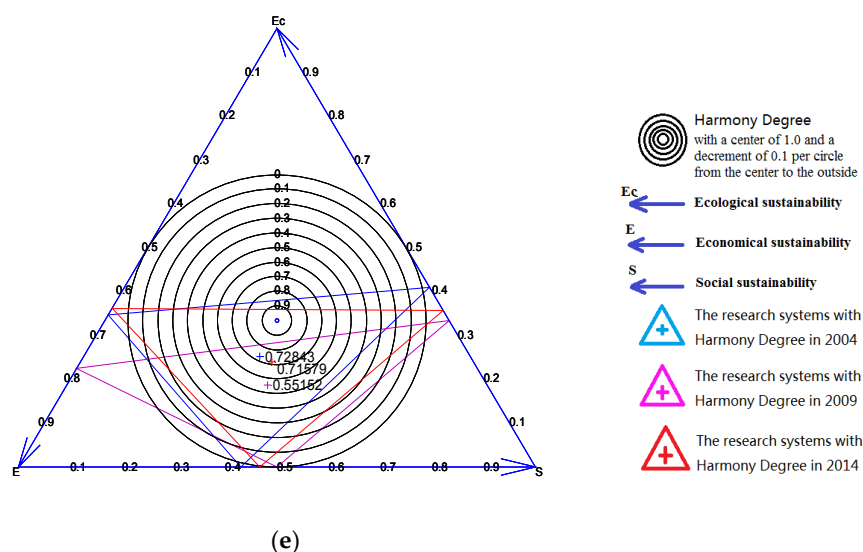 Ec
0.1
0.9
0.2
0.8
0.3
0.7
0
0.1
0.2
0.6
0.3
0.4
0.5
0.5
0.5
0.6
0.7
0.6
0.8
0.4
0.9
0.7
0.3
0.72843
0.71579
0.8
0.55152
0.2
0.9
0.1
E
0.1
0.2
0.3
0.4
0.5
0.6
0.7
0.8
0.9
S
Harmony Degree
with a center of 1.0 and a
decrement of 0.1 per circle
from the center to the outside
Ec
Ecological sustainability
E
Economical sustainability
S
Social sustainability
The research systems with
Harmony Degree in 2004
The research systems with
Harmony Degree in 2009
The research systems with
Harmony Degree in 2014
(e)